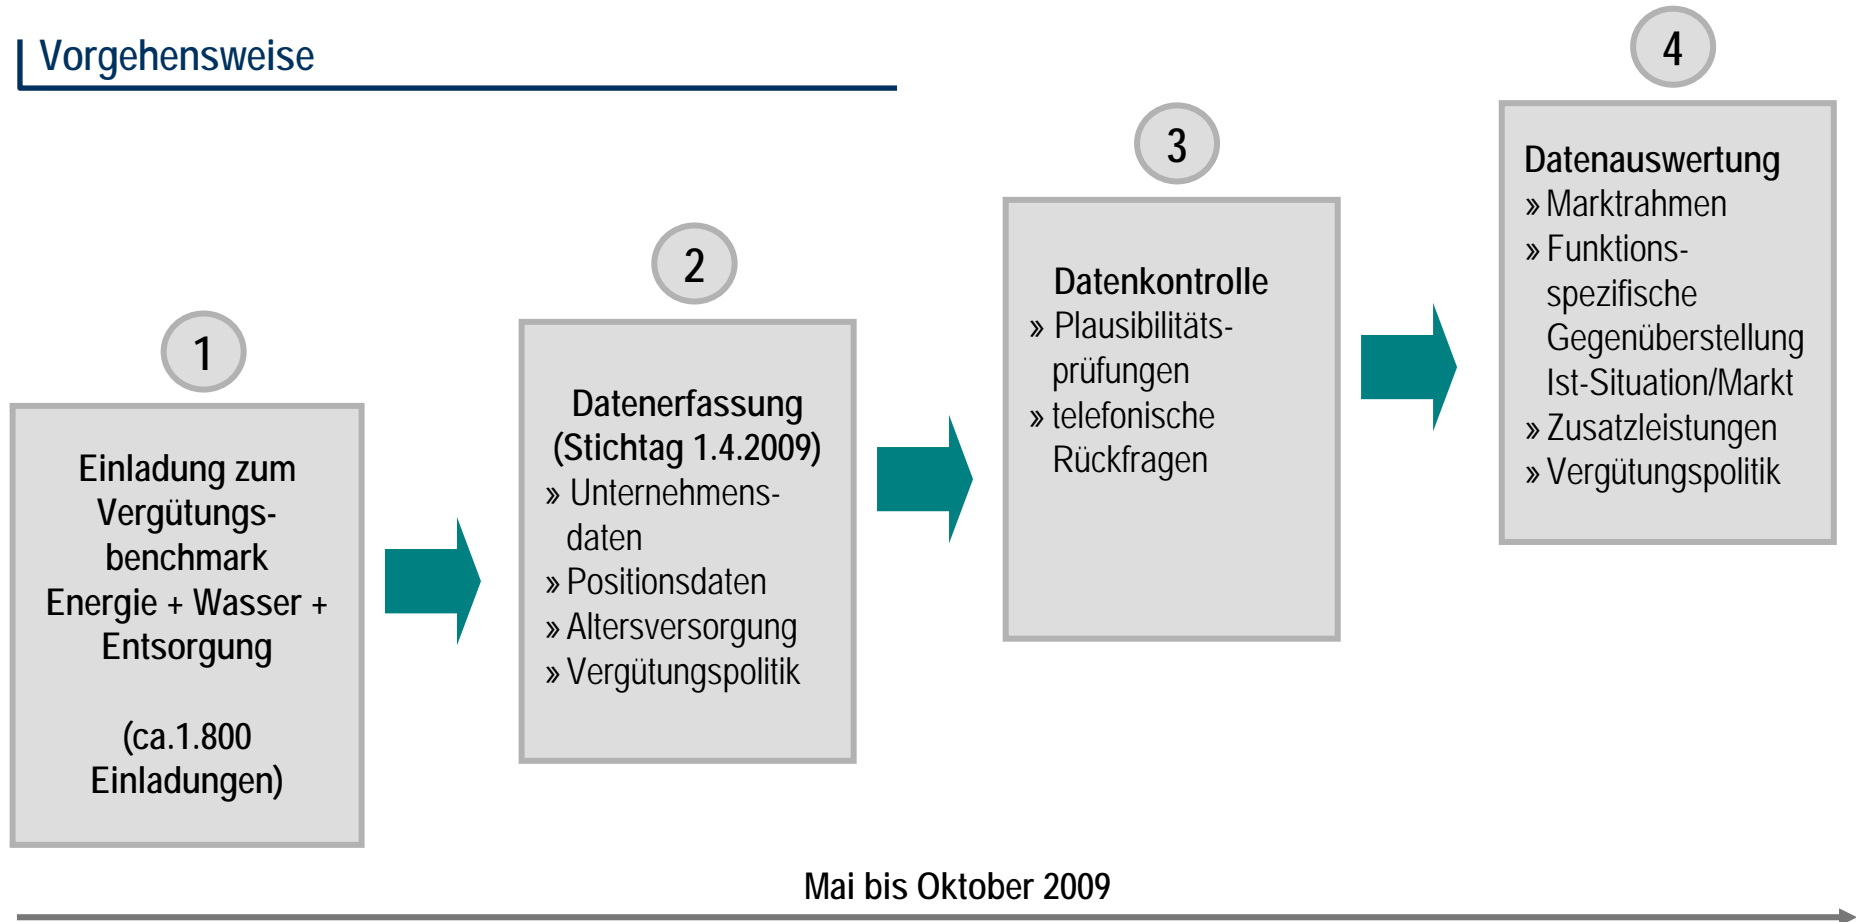 Vorgehensweise
1
Einladung zum
Vergütungs-
benchmark
Energie + Wasser +
Entsorgung
(ca.1.800
Einladungen)
2
Datenerfassung
(Stichtag 1.4.2009)
» Unternehmens-
daten
» Positionsdaten
» Altersversorgung
» Vergütungspolitik
3
Datenkontrolle
» Plausibilitäts-
prüfungen
» telefonische
Rückfragen
4
Datenauswertung
» Marktrahmen
» Funktions-
spezifische
Gegenüberstellung
Ist-Situation/Markt
» Zusatzleistungen
» Vergütungspolitik
Mai bis Oktober 2009